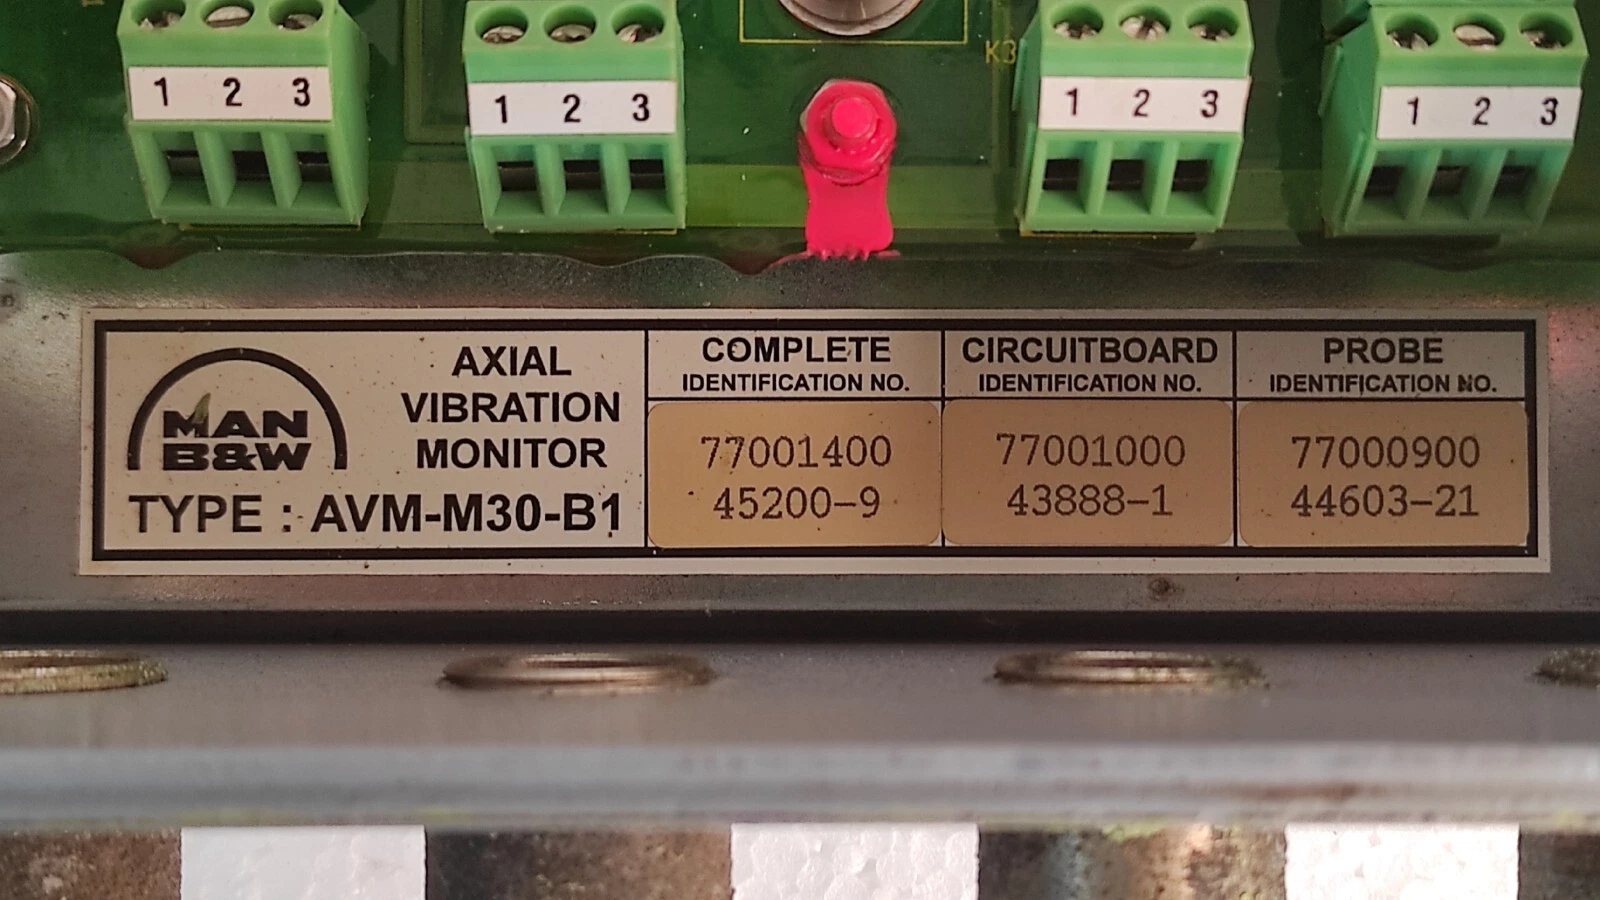 1 2 3
1 2 3
K3
1 2 3
1 2 3
MAN
B&W
AXIAL
VIBRATION
MONITOR
TYPE : AVM-M30-B1
COMPLETE
IDENTIFICATION NO.
77001400
45200-9
CIRCUITBOARD
IDENTIFICATION NO.
77001000
43888-1
PROBE
IDENTIFICATION NO.
77000900
44603-21